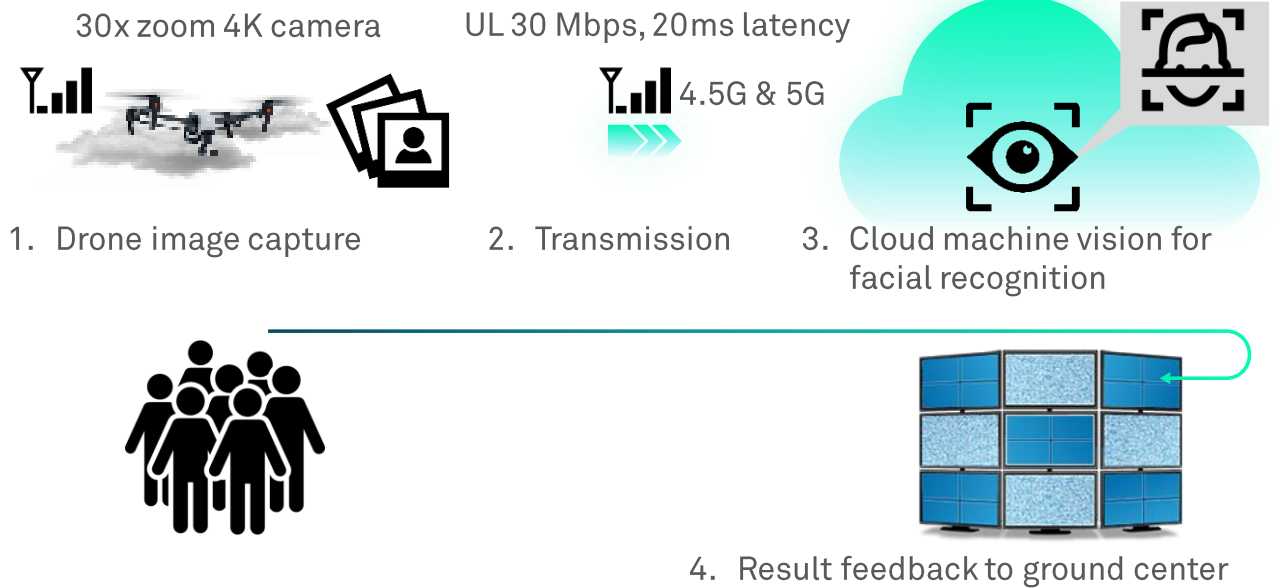 30x zoom 4K camera
UL 30 Mbps, 20ms latency
4.5G & 5G
1. Drone image capture
2. Transmission
3. Cloud machine vision for
facial recognition
4. Result feedback to ground center